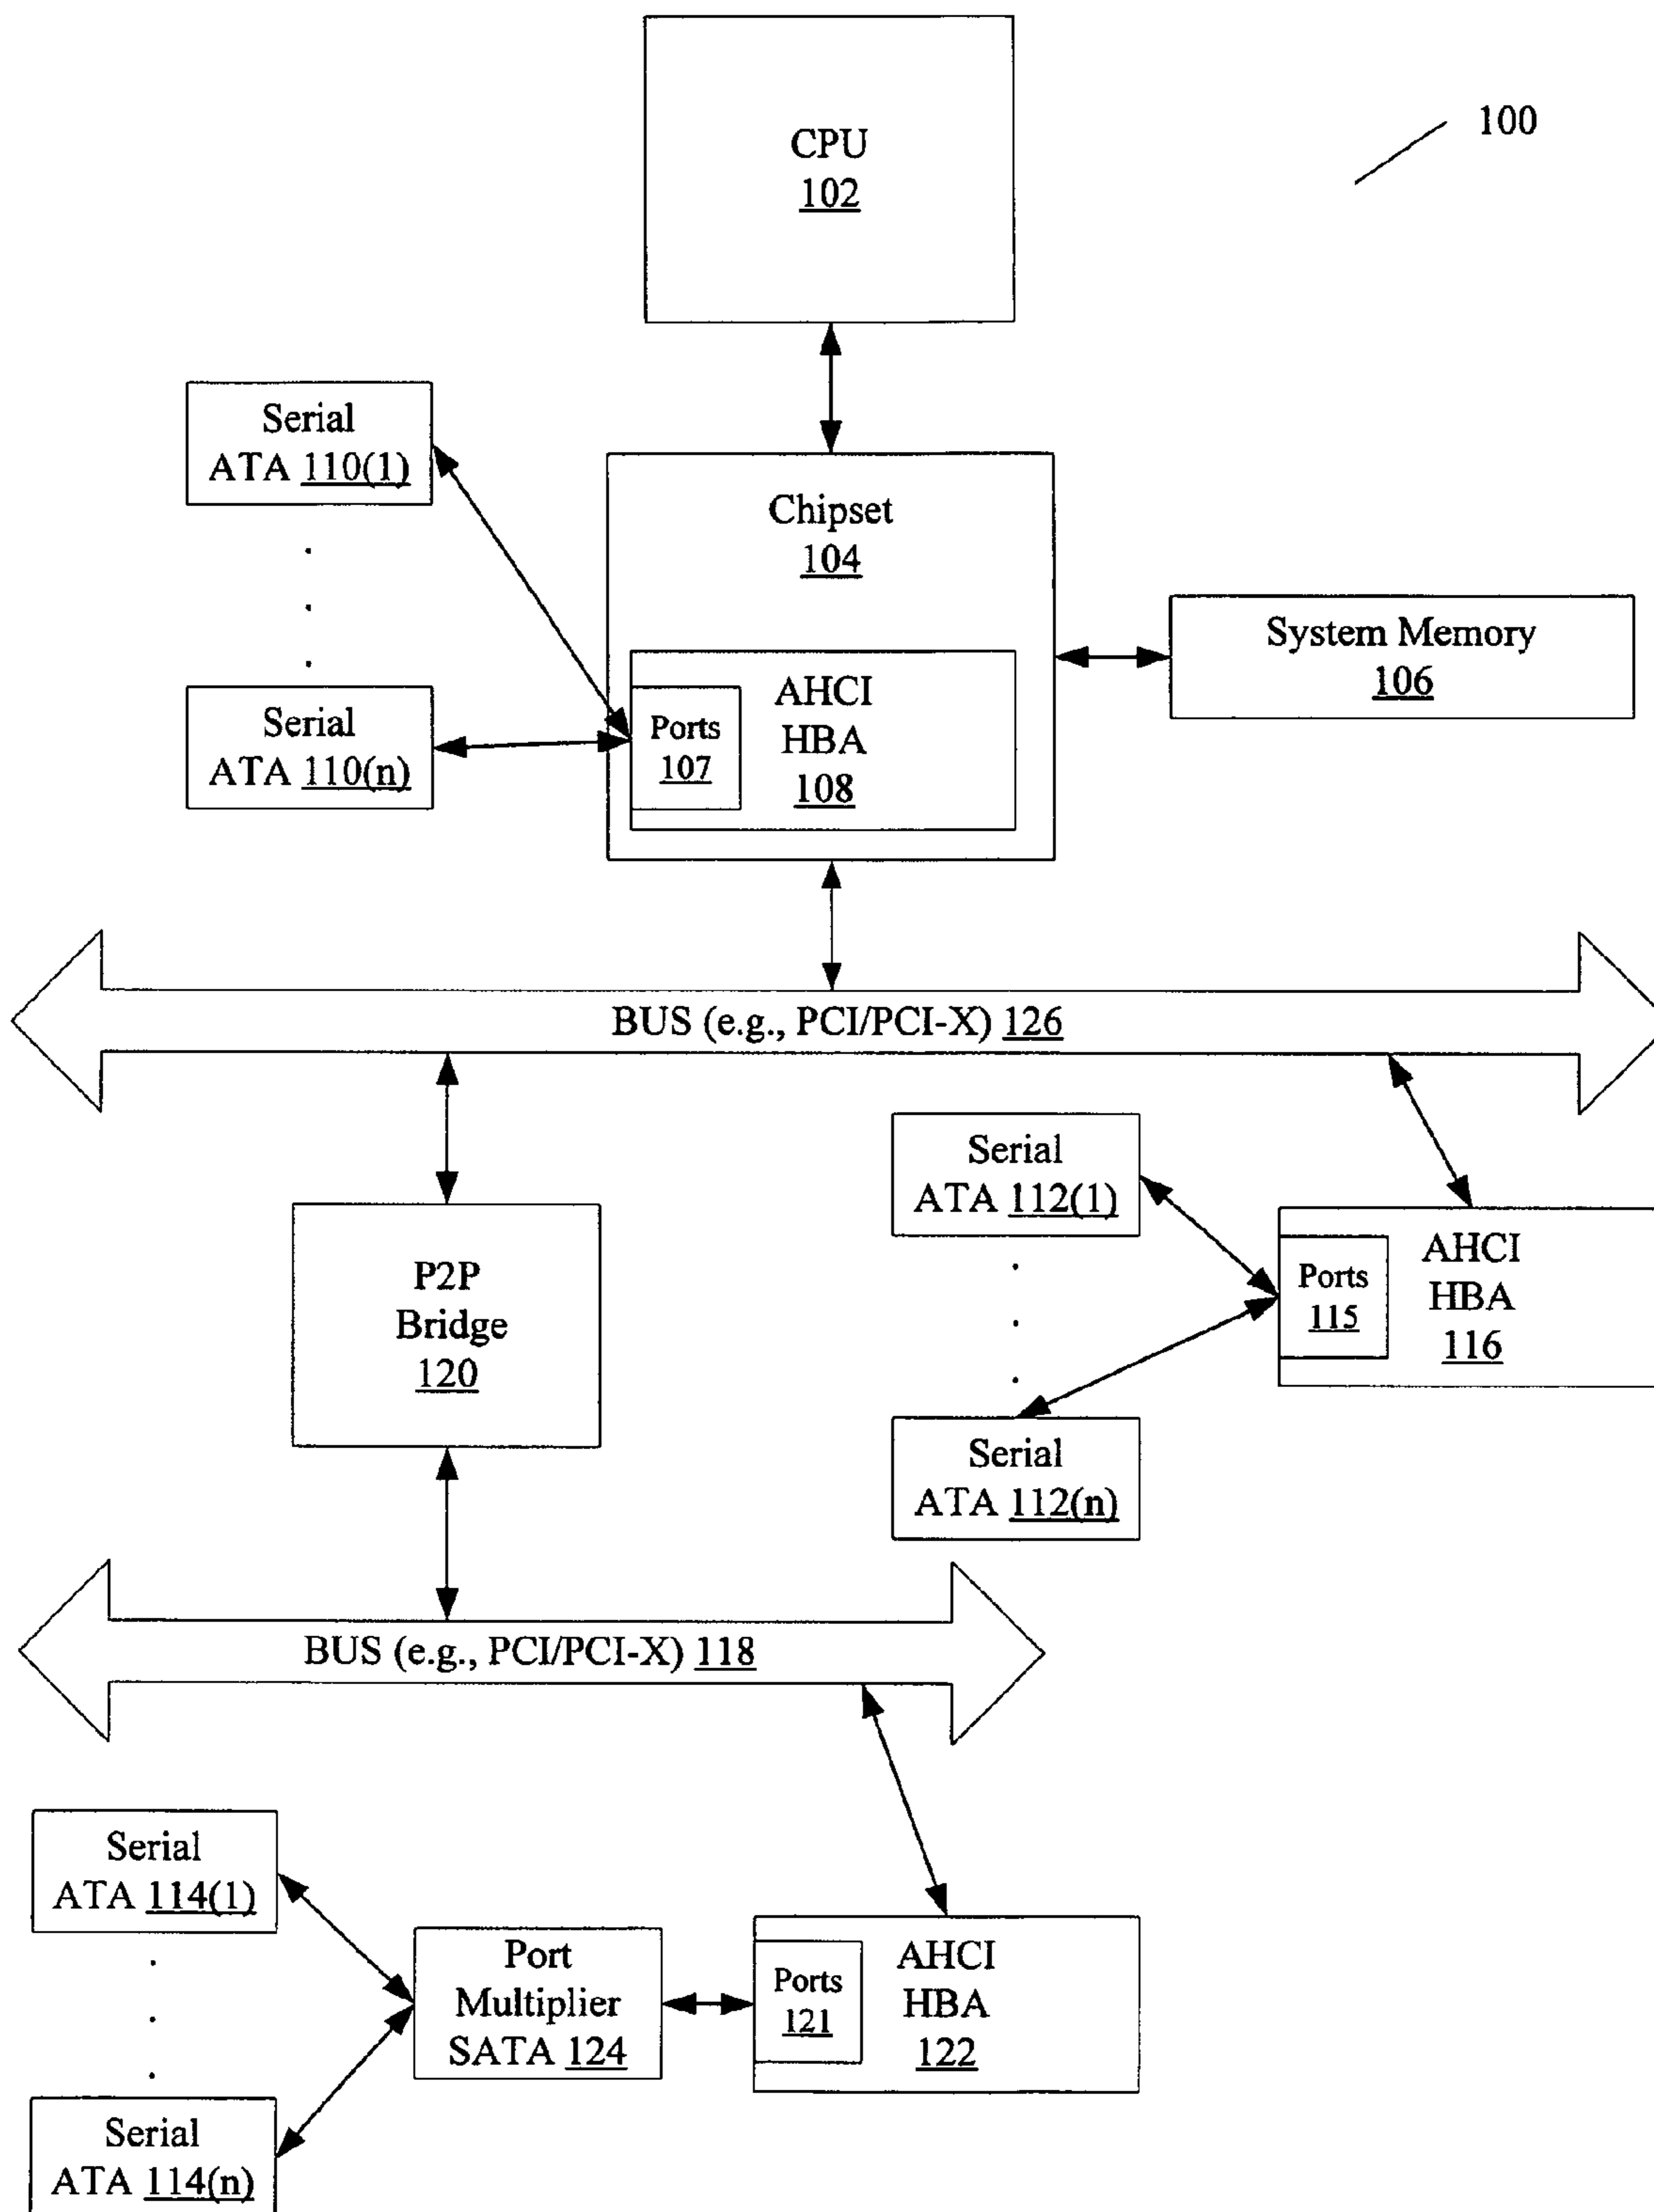 CPU
102
100
Serial
ATA 110(1)
Chipset
104
System Memory
106
Serial
ATA 110(n)
Ports
107
AHCI
HBA
108
BUS (e.g., PCI/PCI-X) 126
Serial
ATA 112(1)
P2P
Bridge
120
Ports
115
AHCI
HBA
116
Serial
ATA 112(n)
BUS (e.g., PCI/PCI-X) 118
Serial
ATA 114(1)
Port
Multiplier
SATA 124
Ports
121
AHCI
HBA
122
Serial
ATA 114(n)